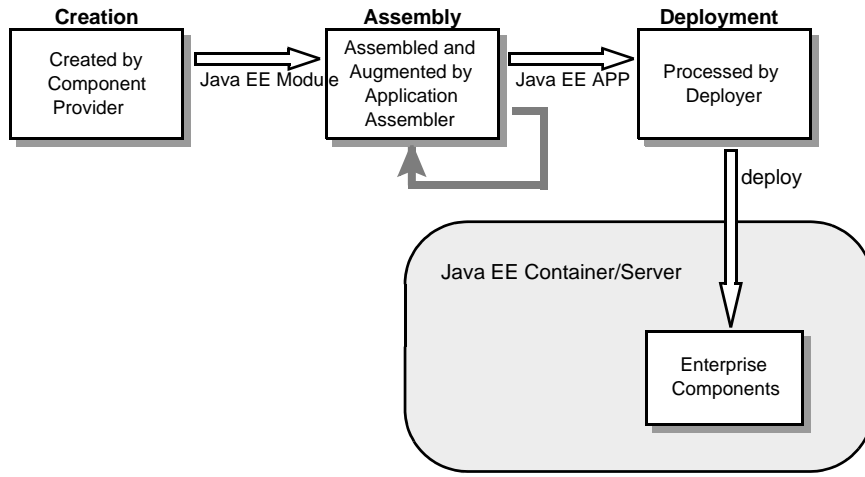 Creation
Assembly
Deployment
Created by
Component
Provider
Java EE Module
Assembled and
Augmented by
Application
Assembler
Java EE APP
Processed by
Deployer
deploy
Java EE Container/Server
Enterprise
Components